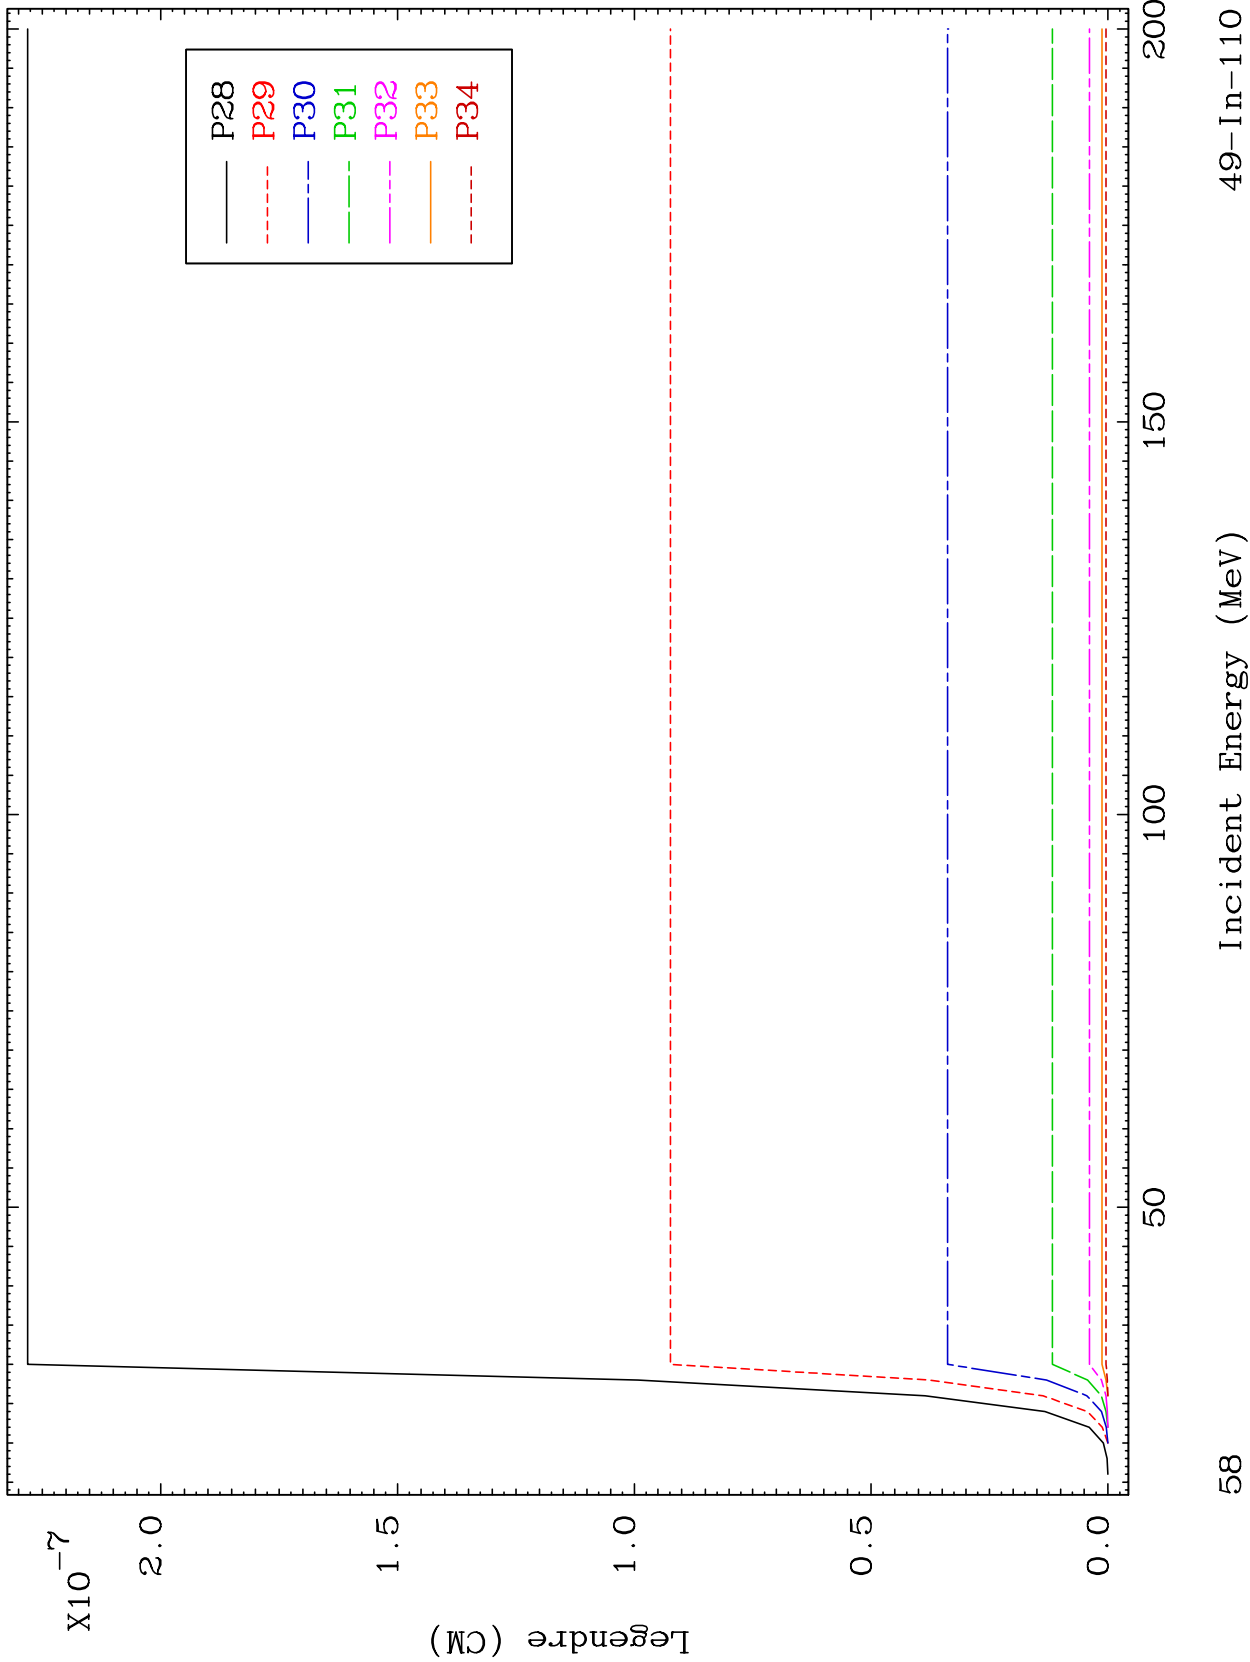 X10-7
2.0
1.5
1.0
0.5
0.0
Legendre (CM)
P28
P29
P30
P31
P32
P33
P34
50
100
150
200
Incident Energy (MeV)
58
49-In-110